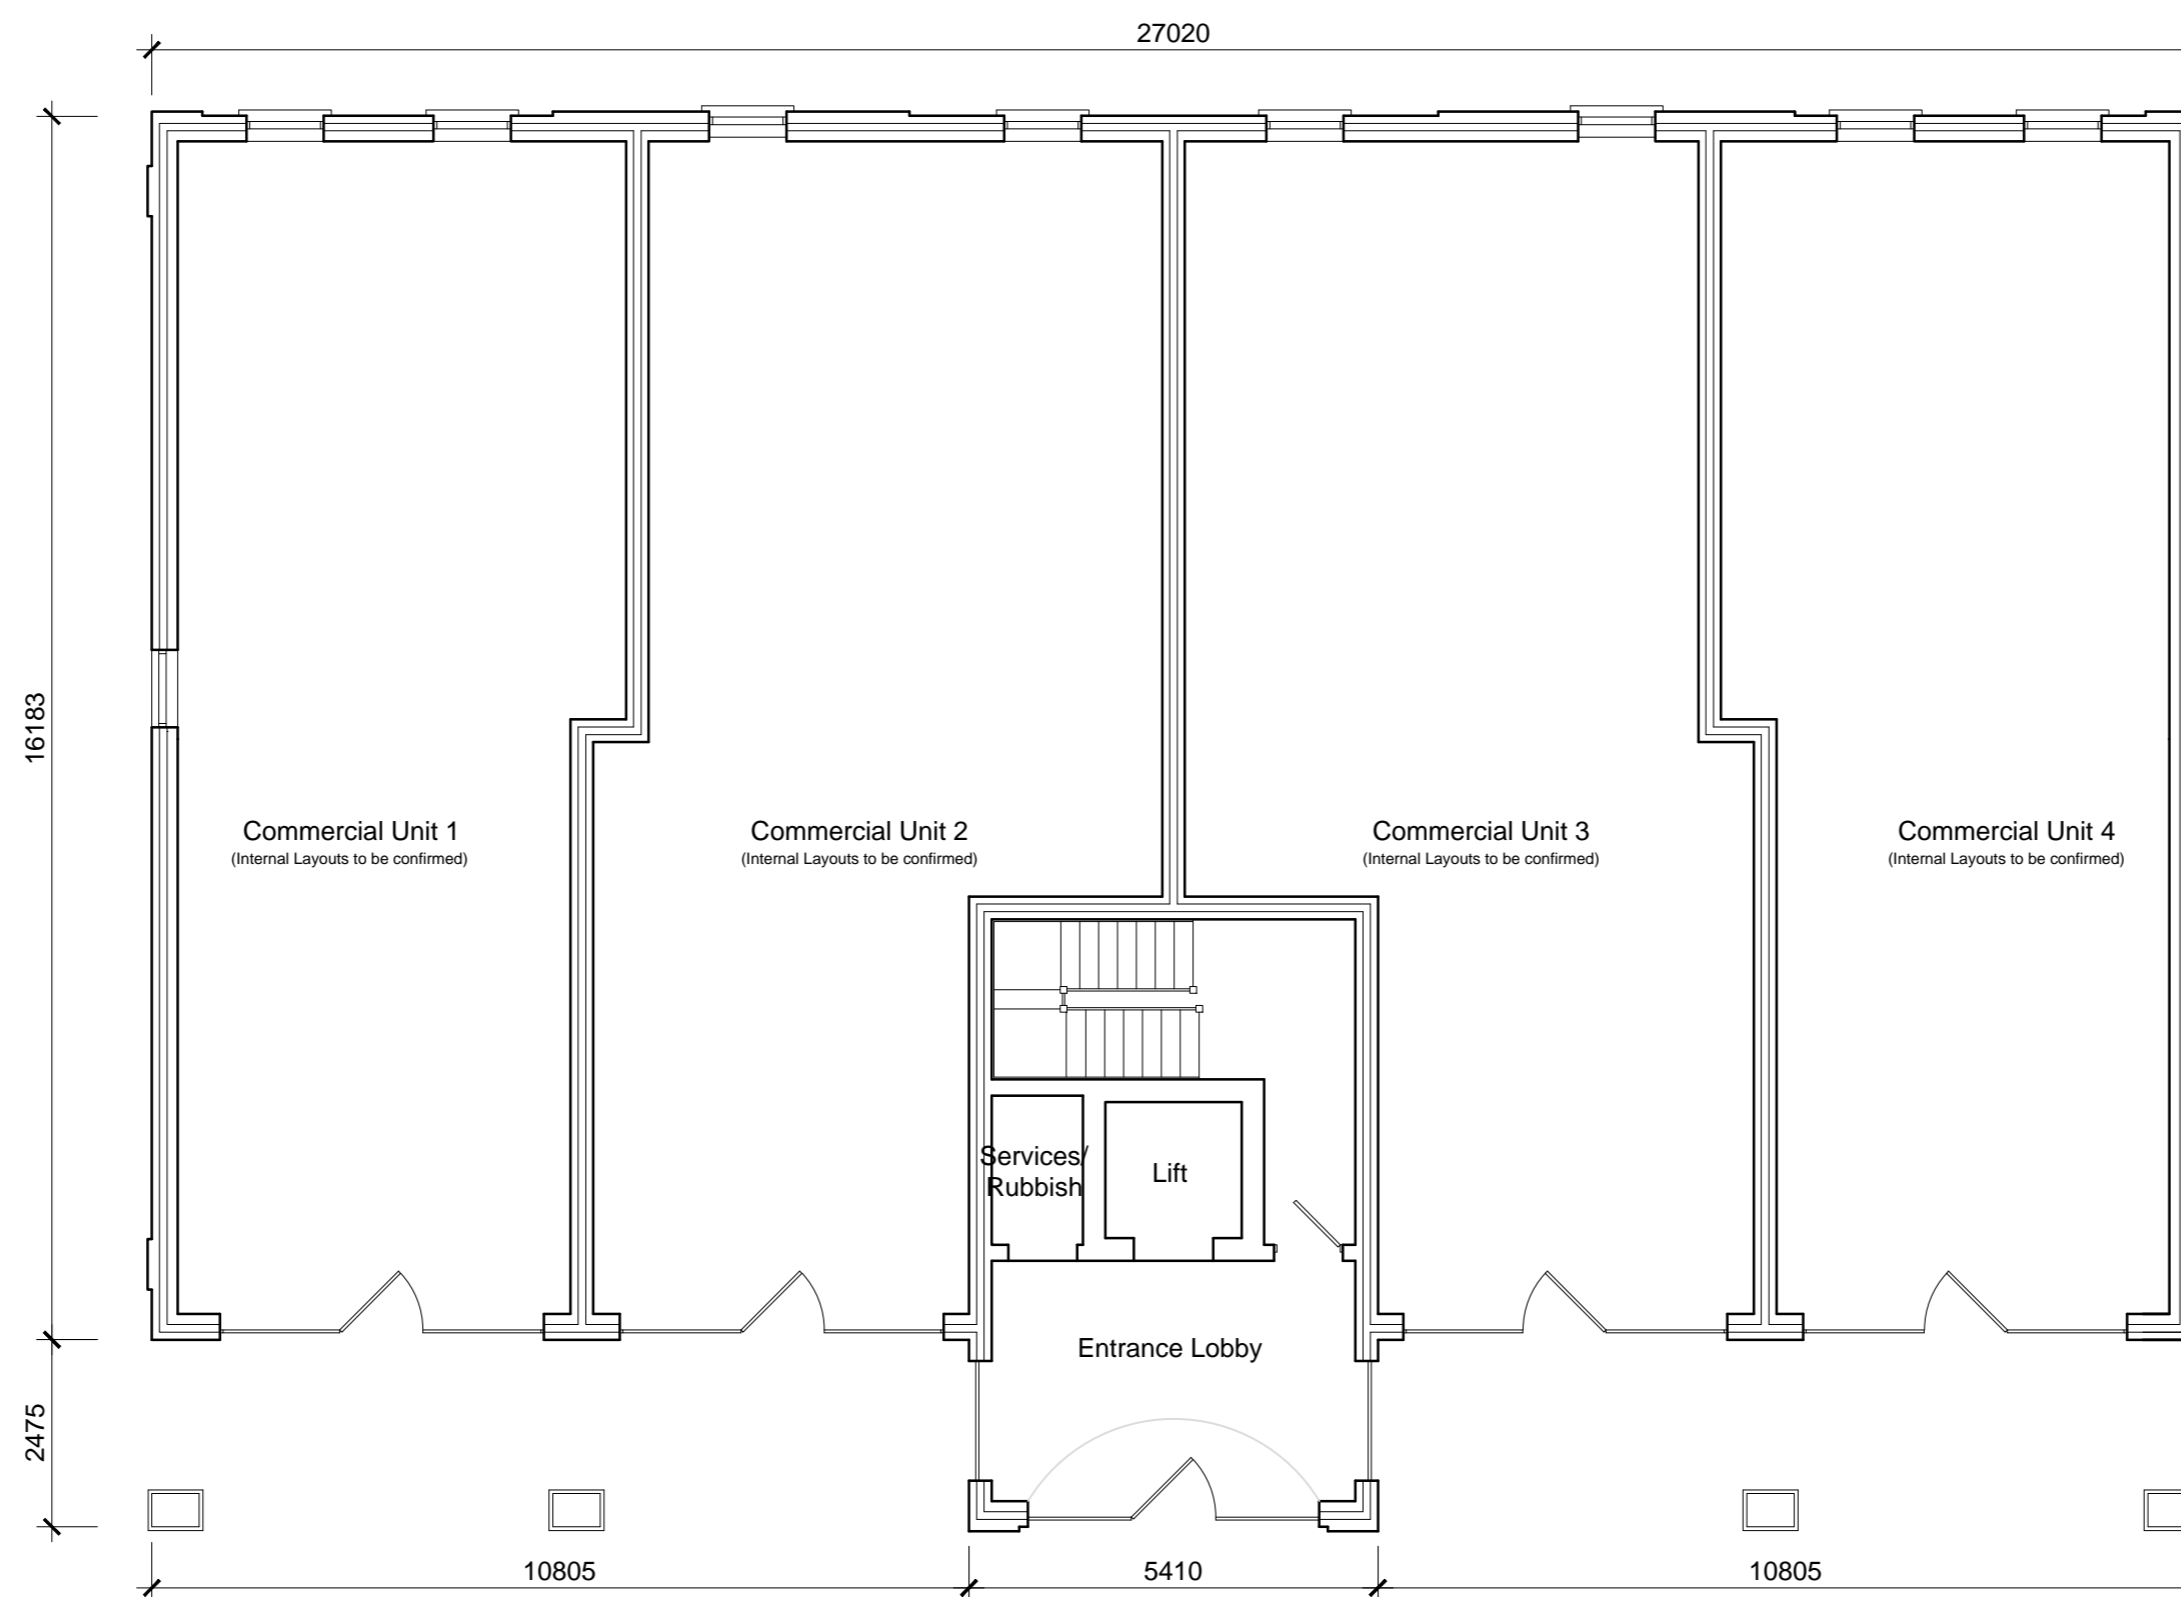 27020
16183
Commercial Unit 1
(Internal Layouts to be confirmed)
Commercial Unit 2
(Internal Layouts to be confirmed)
Commercial Unit 3
(Internal Layouts to be confirmed)
Commercial Unit 4
(Internal Layouts to be confirmed)
Services/
Rubbish
Lift
Entrance Lobby
2475
10805
5410
10805